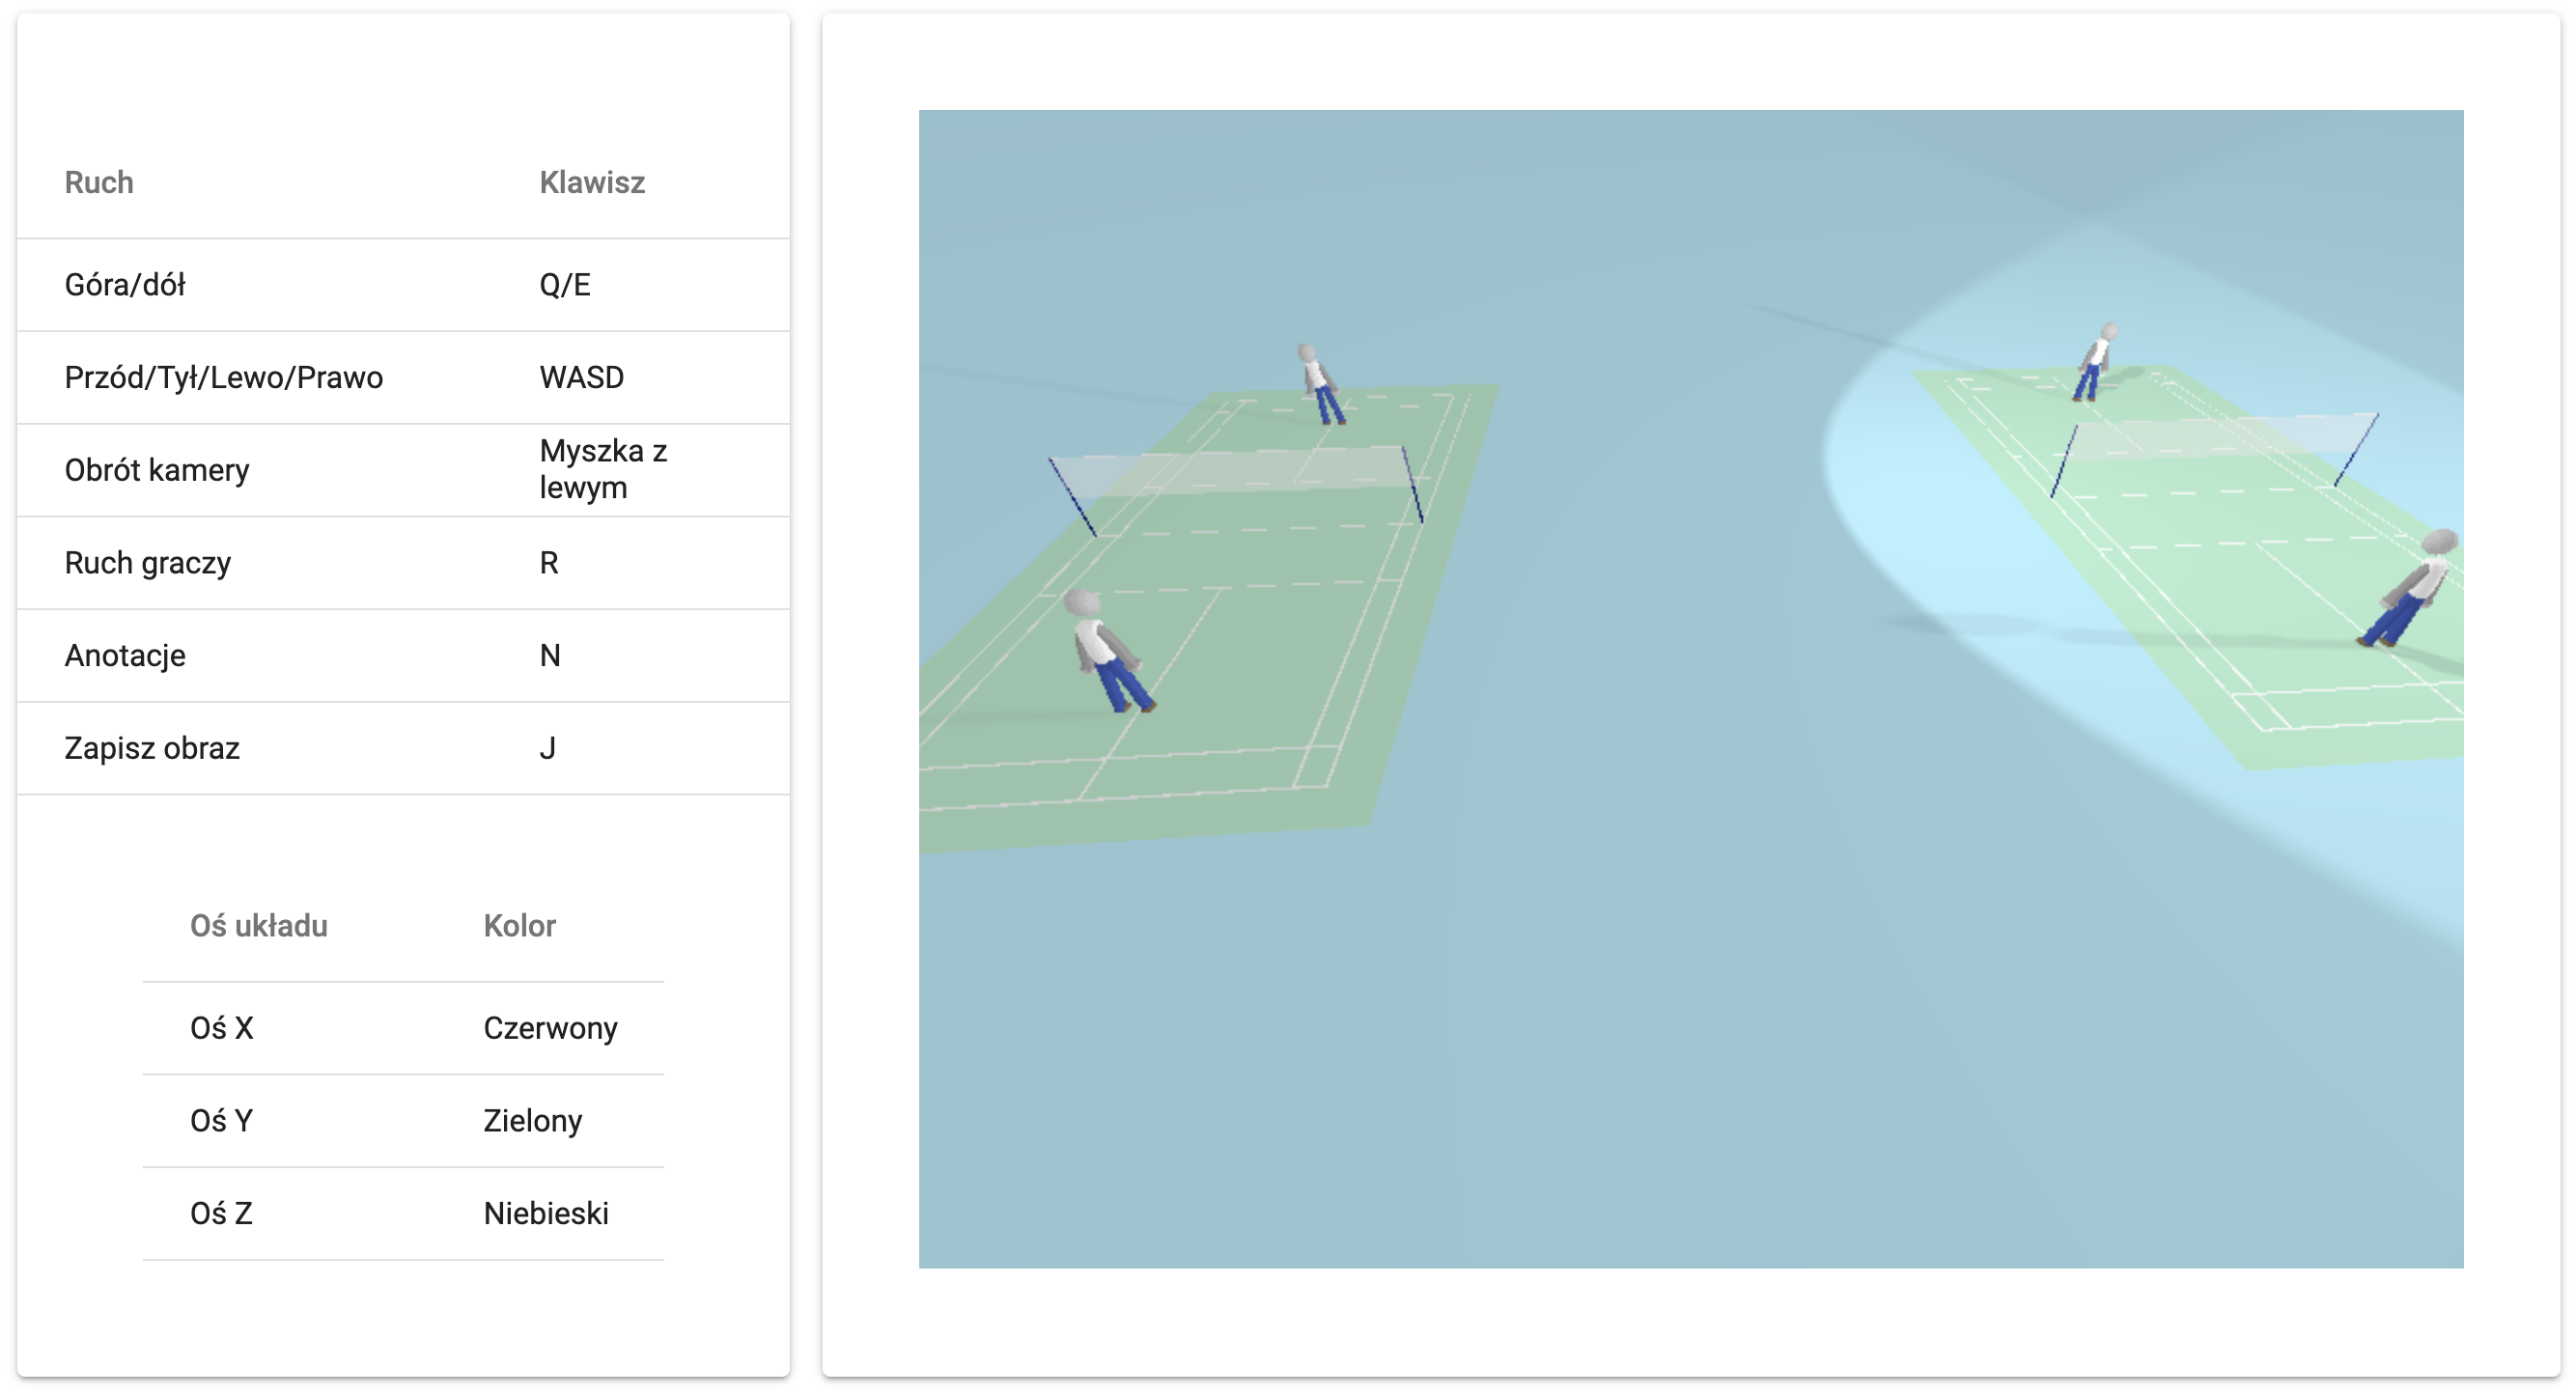 Ruch Klawisz
Góra/dół Q/E
Przód/Tył/Lewo/Prawo WASD
Obrót kamery Myszka z
lewym
Ruch graczy R
Anotacje N
Zapisz obraz J
Oś układu Kolor
Oś X Czerwony
Oś Y Zielony
Oś Z Niebieski